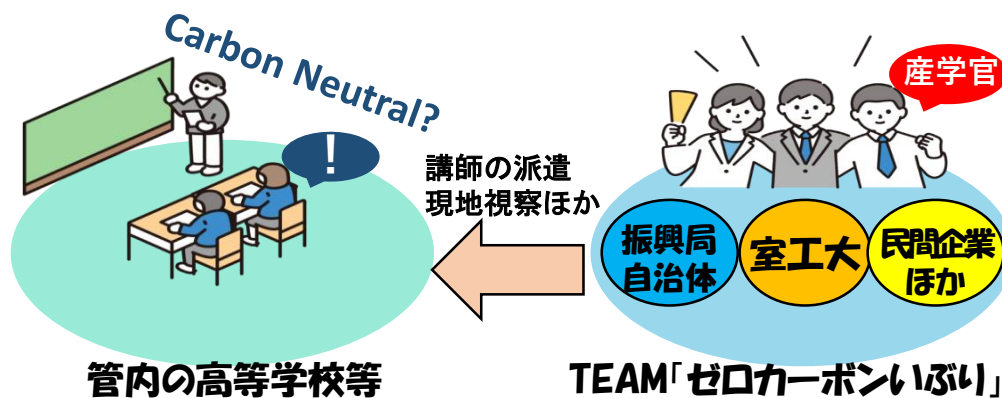 Carbon Neutral?
!
講師の派遣
現地視察ほか
産学官
振興局
自治体
室工大
民間企業
ほか
管内の高等学校等
TEAM「ゼロカーボンいぶり」